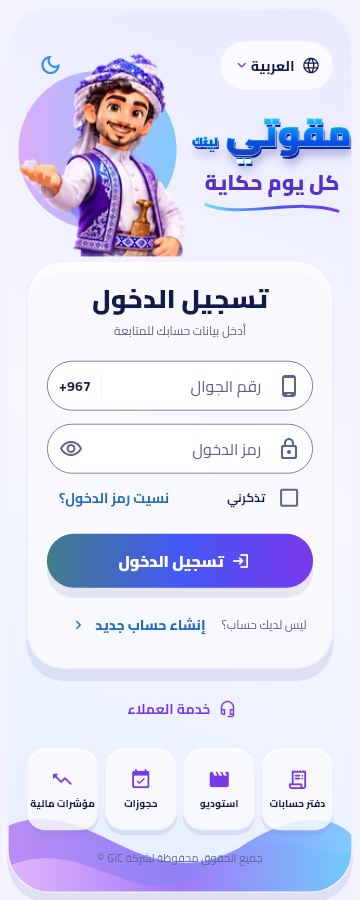 العربية
مقوتي لينك
كل يوم حكاية
تسجيل الدخول
أدخل بيانات حسابك للمتابعة
رقم الجوال
+967
رمز الدخول
تذكرني
نسيت رمز الدخول؟
تسجيل الدخول
ليس لديك حساب؟
إنشاء حساب جديد
خدمة العملاء
دفتر حسابات
استوديو
حجوزات
مؤشرات مالية
جميع الحقوق محفوظة لشركة GiC ©